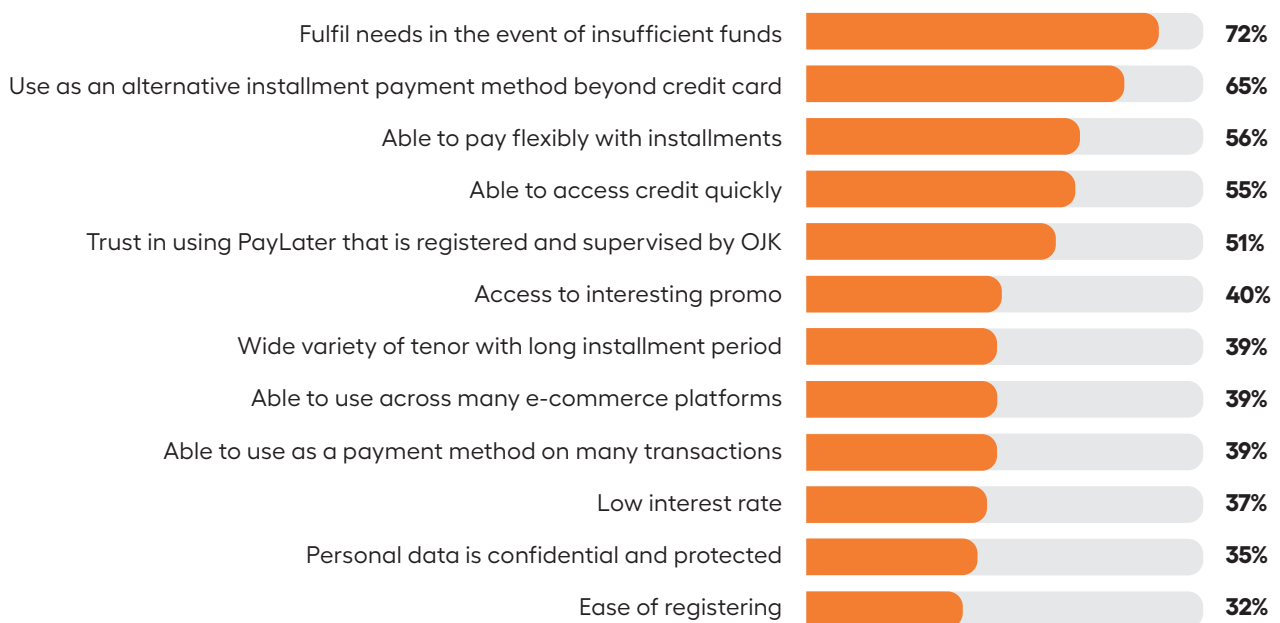 Fulfil needs in the event of insufficient funds 72%
Use as an alternative installment payment method beyond credit card 65%
Able to pay flexibly with installments 56%
Able to access credit quickly 55%
Trust in using PayLater that is registered and supervised by OJK 51%
Access to interesting promo 40%
Wide variety of tenor with long installment period 39%
Able to use across many e-commerce platforms 39%
Able to use as a payment method on many transactions 39%
Low interest rate 37%
Personal data is confidential and protected 35%
Ease of registering 32%